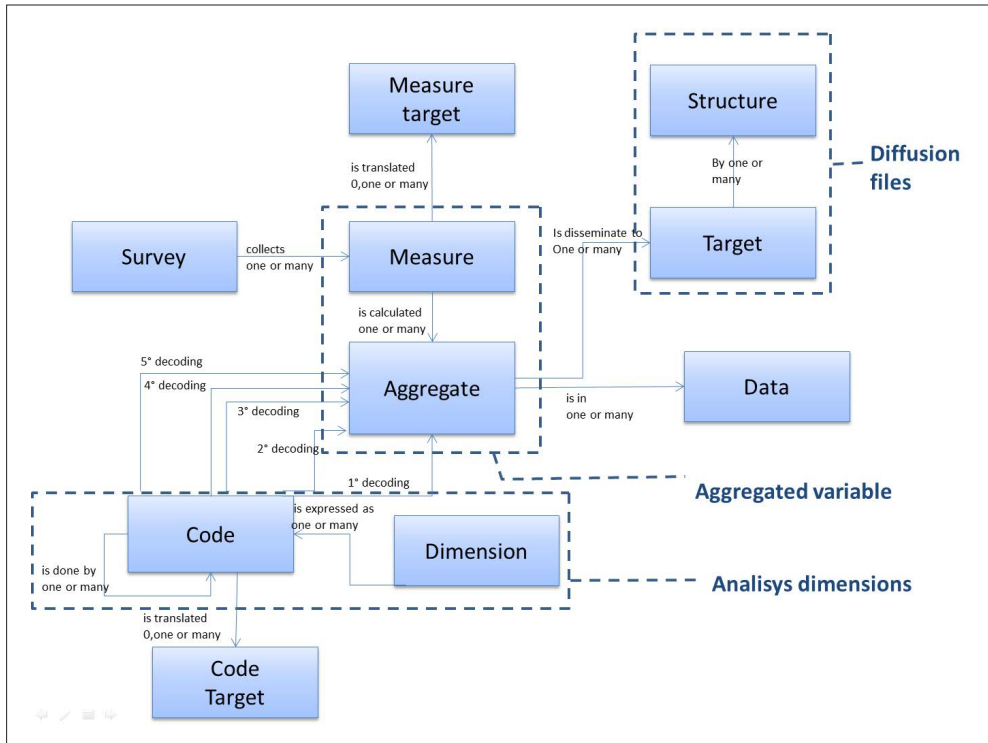 Measure
target
Structure
Diffusion
files
By one or
many
is translated
0,one or many
Survey
collects
one or many
Measure
Is disseminate to
One or many
Target
is calculated
one or many
5° decoding
4° decoding
3° decoding
2° decoding
1° decoding
Aggregate
is in
one or many
Data
Aggregated variable
Code
is expressed as
one or many
Dimension
is done by
one or many
Analisys dimensions
is translated
0,one or many
Code
Target